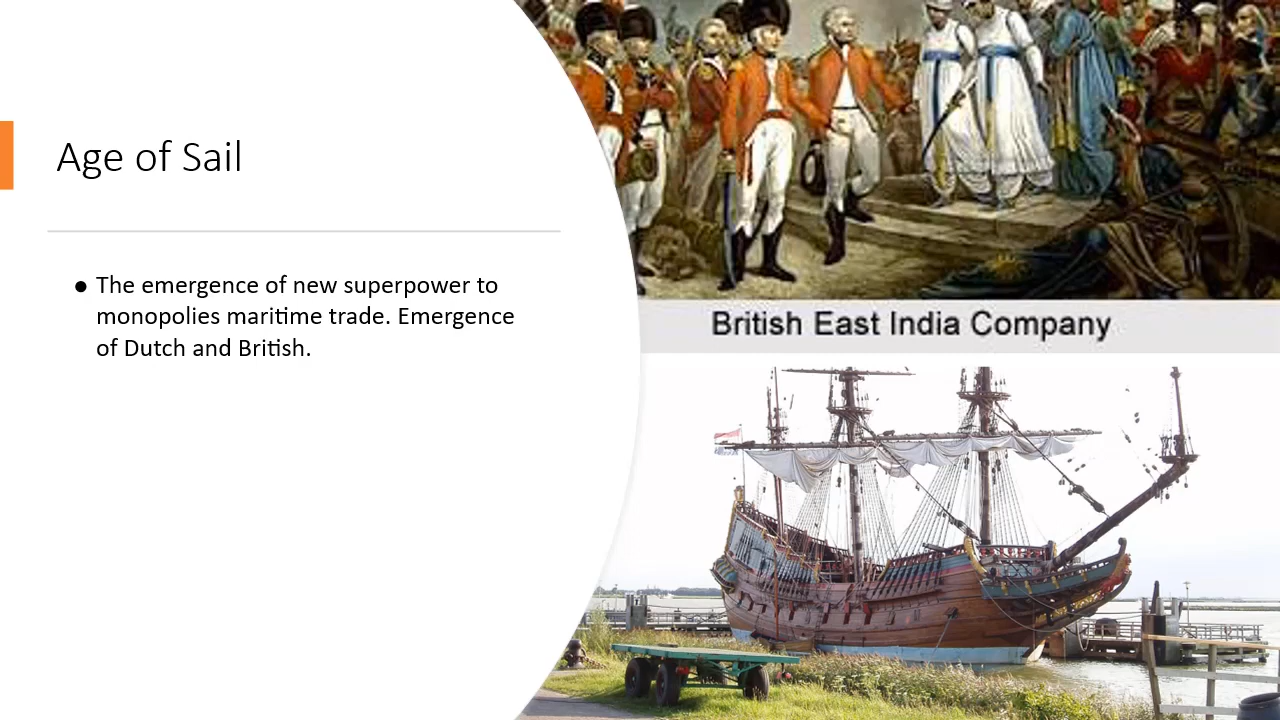 Age of Sail
● The emergence of new superpower to
monopolies maritime trade. Emergence
of Dutch and British.
British East India Company